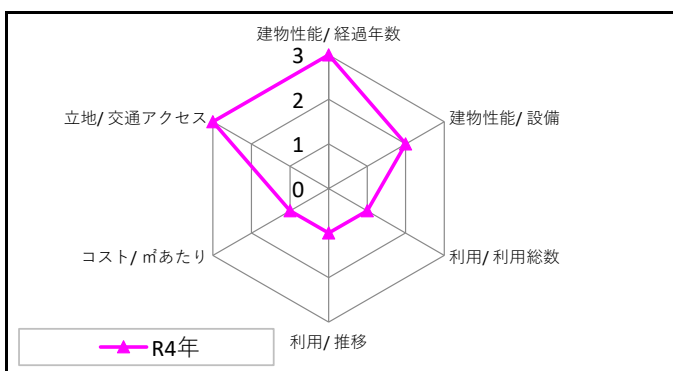 建物性能/ 経過年数
3
立地/ 交通アクセス
建物性能/ 設備
2
1
0
コスト/ ㎡あたり
利用/ 利用総数
利用/ 推移
R4年